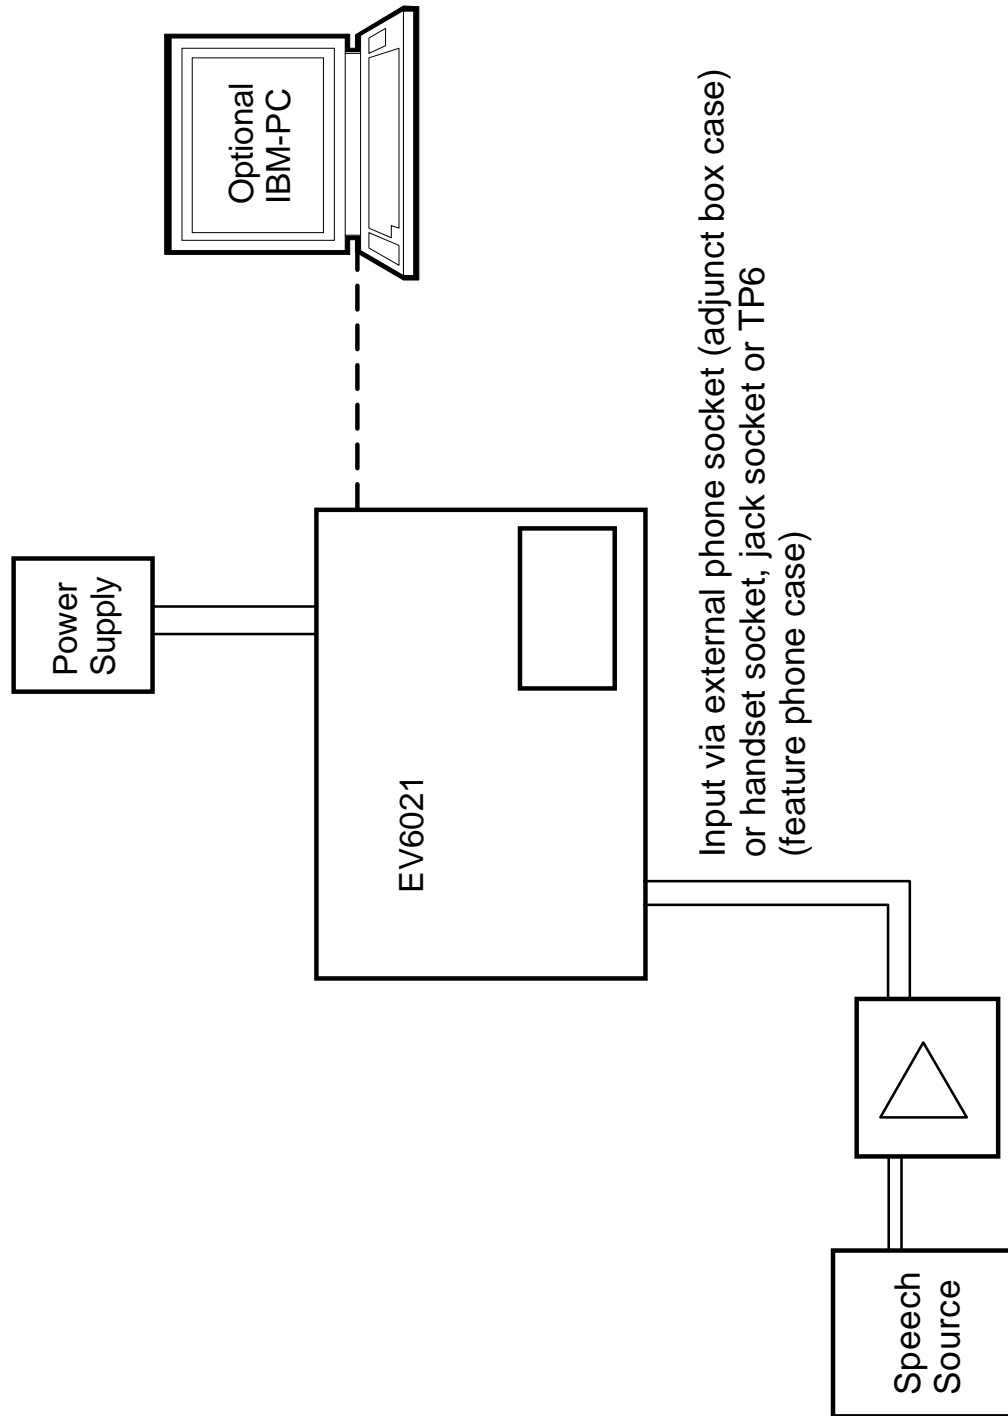 Power
Supply
Optional
IBM-PC
EV6021
Input via external phone socket (adjunct box case)
or handset socket, jack socket or TP6
(feature phone case)
Speech
Source